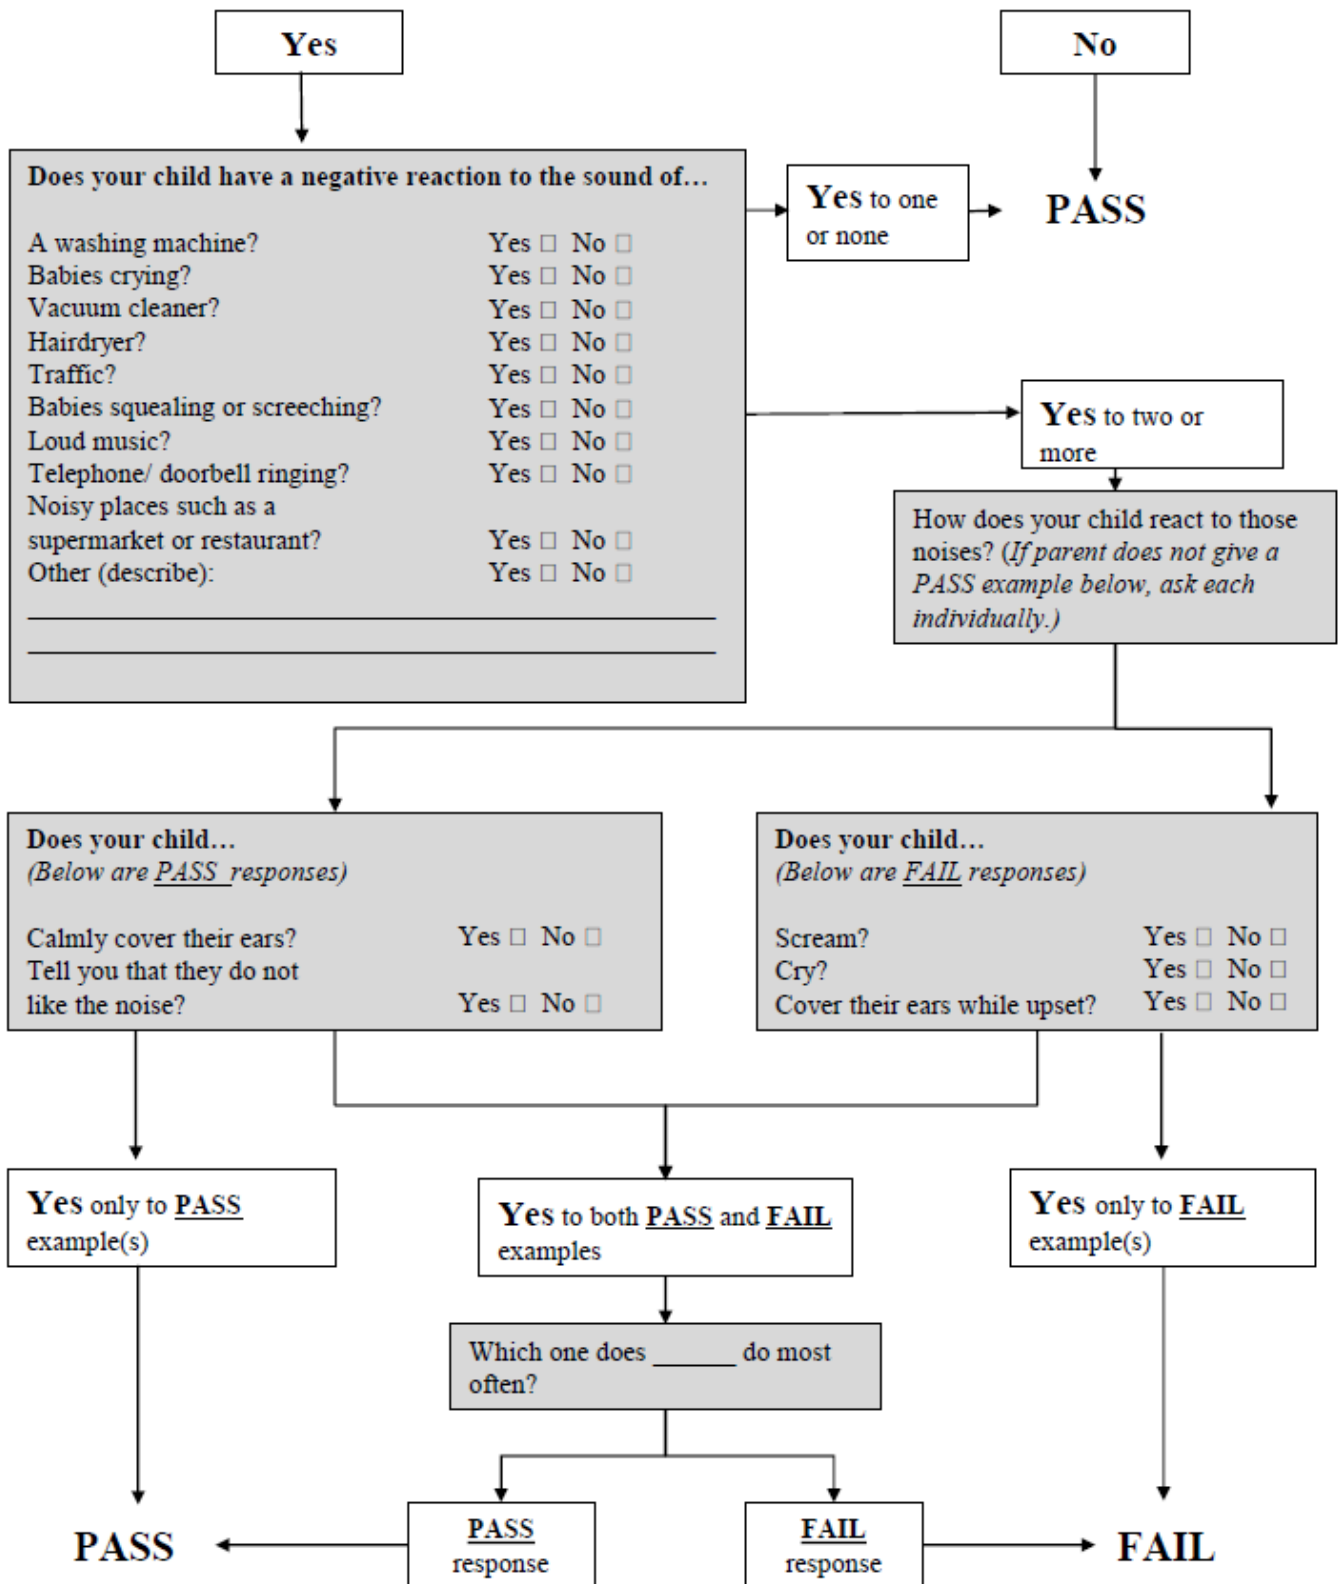 Yes
No
Does your child have a negative reaction to the sound of…
A washing machine? Yes □ No □
Babies crying? Yes □ No □
Vacuum cleaner? Yes □ No □
Hairdryer? Yes □ No □
Traffic? Yes □ No □
Babies squealing or screeching? Yes □ No □
Loud music? Yes □ No □
Telephone/ doorbell ringing? Yes □ No □
Noisy places such as a
supermarket or restaurant? Yes □ No □
Other (describe): Yes □ No □
Yes to one
or none
PASS
Yes to two or
more
How does your child react to those
noises? (If parent does not give a
PASS example below, ask each
individually.)
Does your child…
(Below are PASS responses)
Calmly cover their ears? Yes □ No □
Tell you that they do not
like the noise? Yes □ No □
Does your child…
(Below are FAIL responses)
Scream? Yes □ No □
Cry? Yes □ No □
Cover their ears while upset? Yes □ No □
Yes only to PASS
example(s)
Yes to both PASS and FAIL
examples
Yes only to FAIL
example(s)
Which one does ______ do most
often?
PASS
PASS
response
FAIL
response
FAIL